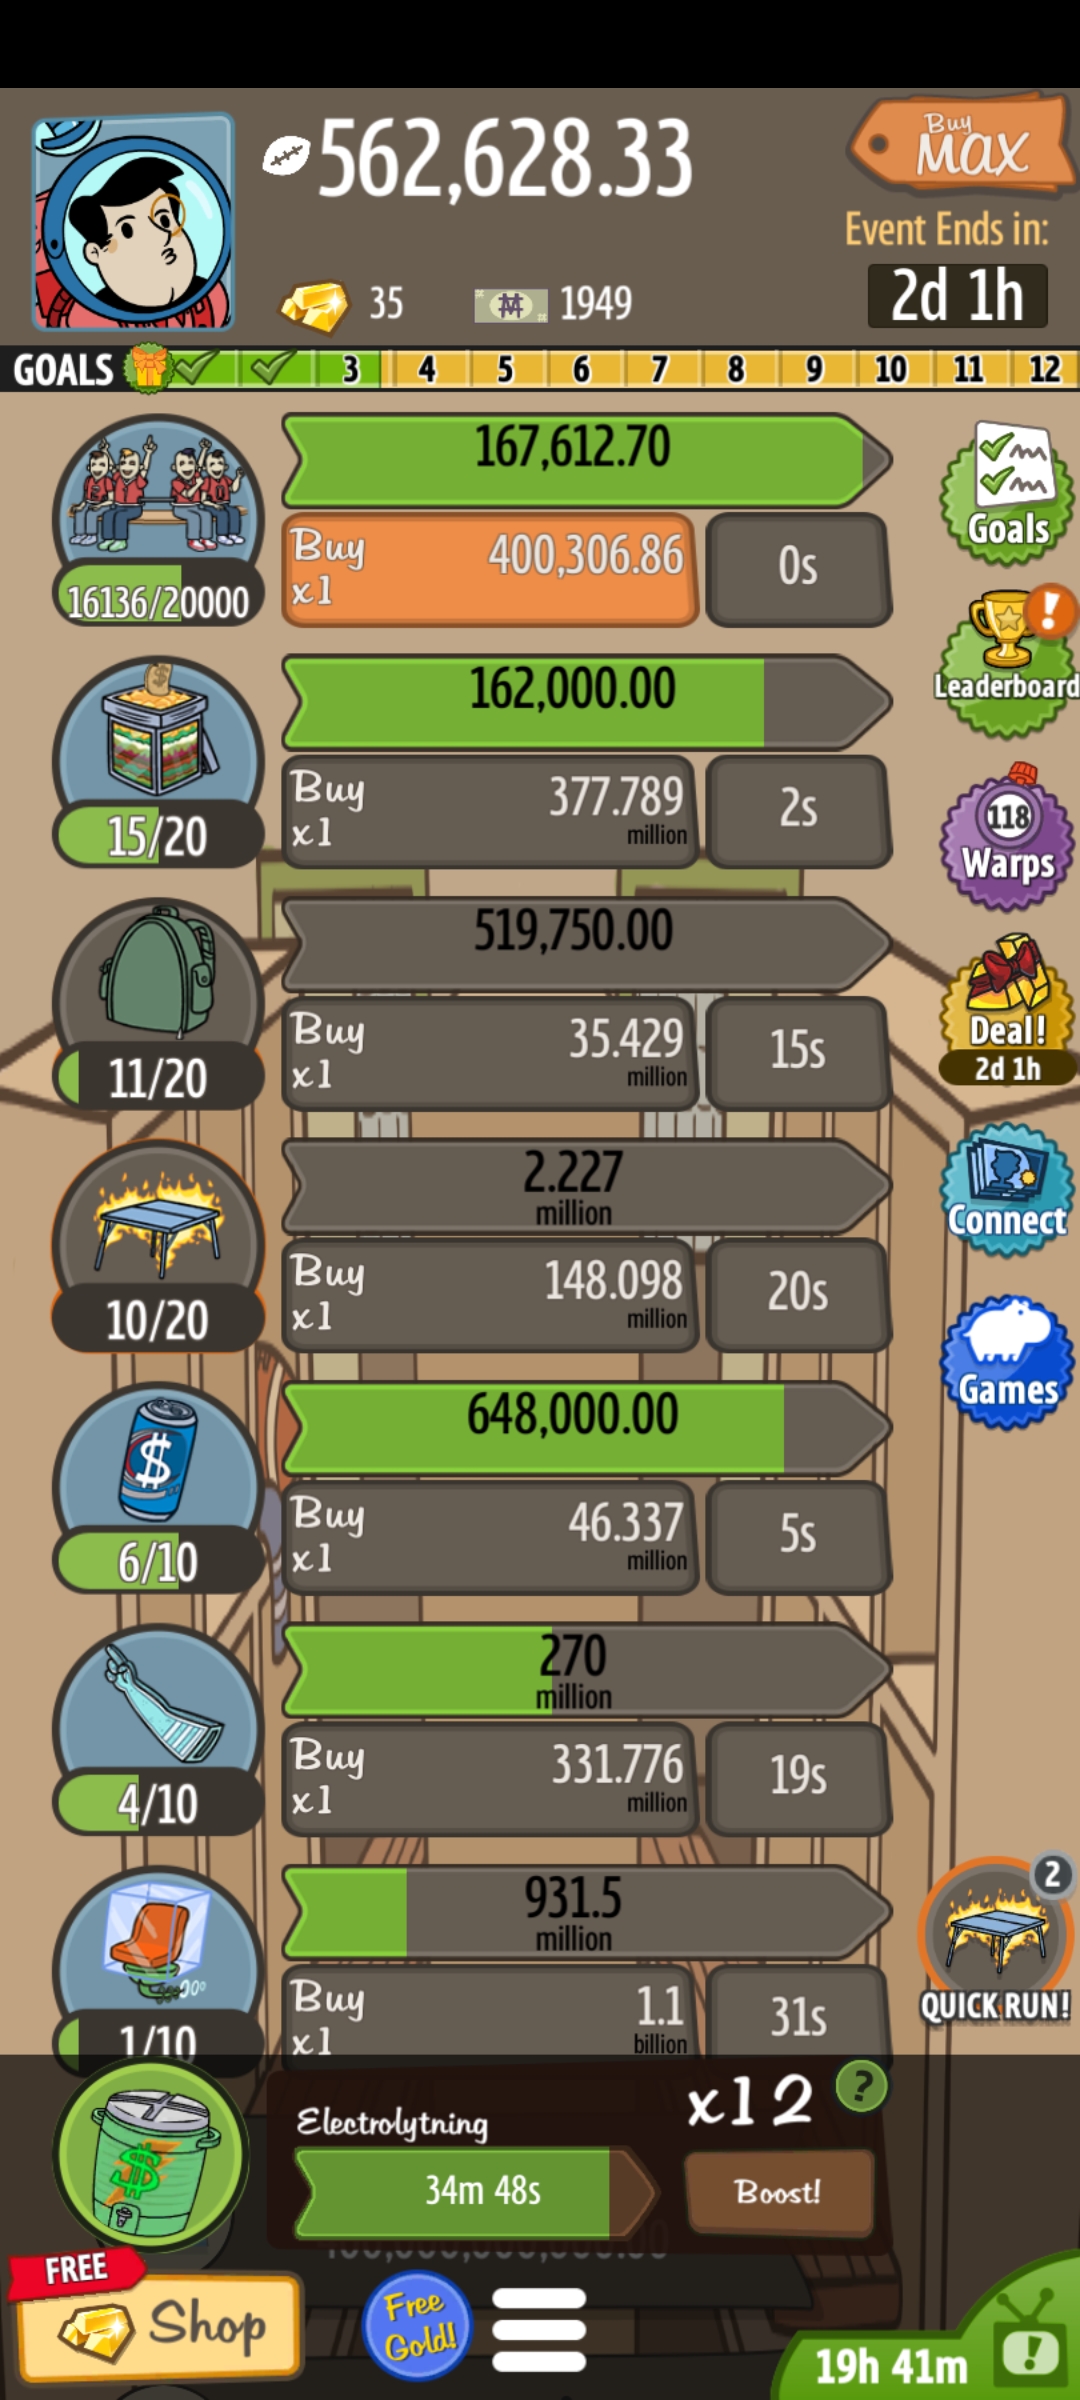 562,628.33
Buy
MAX
Event Ends in:
2d 1h
35
1949
GOALS 3 4 5 6 7 8 9 10 11 12
167,612.70
Buy
x1
400,306.86
0s
16136/20000
Goals
162,000.00
Buy
x1
377.789
million
2s
15/20
Leaderboard
519,750.00
Buy
x1
35.429
million
15s
11/20
118
Warps
2.227
million
Buy
x1
148.098
million
20s
10/20
Deal!
2d 1h
648,000.00
Buy
x1
46.337
million
5s
6/10
Connect
270
million
Buy
x1
331.776
million
19s
4/10
Games
931.5
million
Buy
x1
1.1
billion
31s
1/10
2
QUICK RUN!
Electrolytning
x12
?
34m 48s
Boost!
FREE
Shop
Free
Gold!
19h 41m